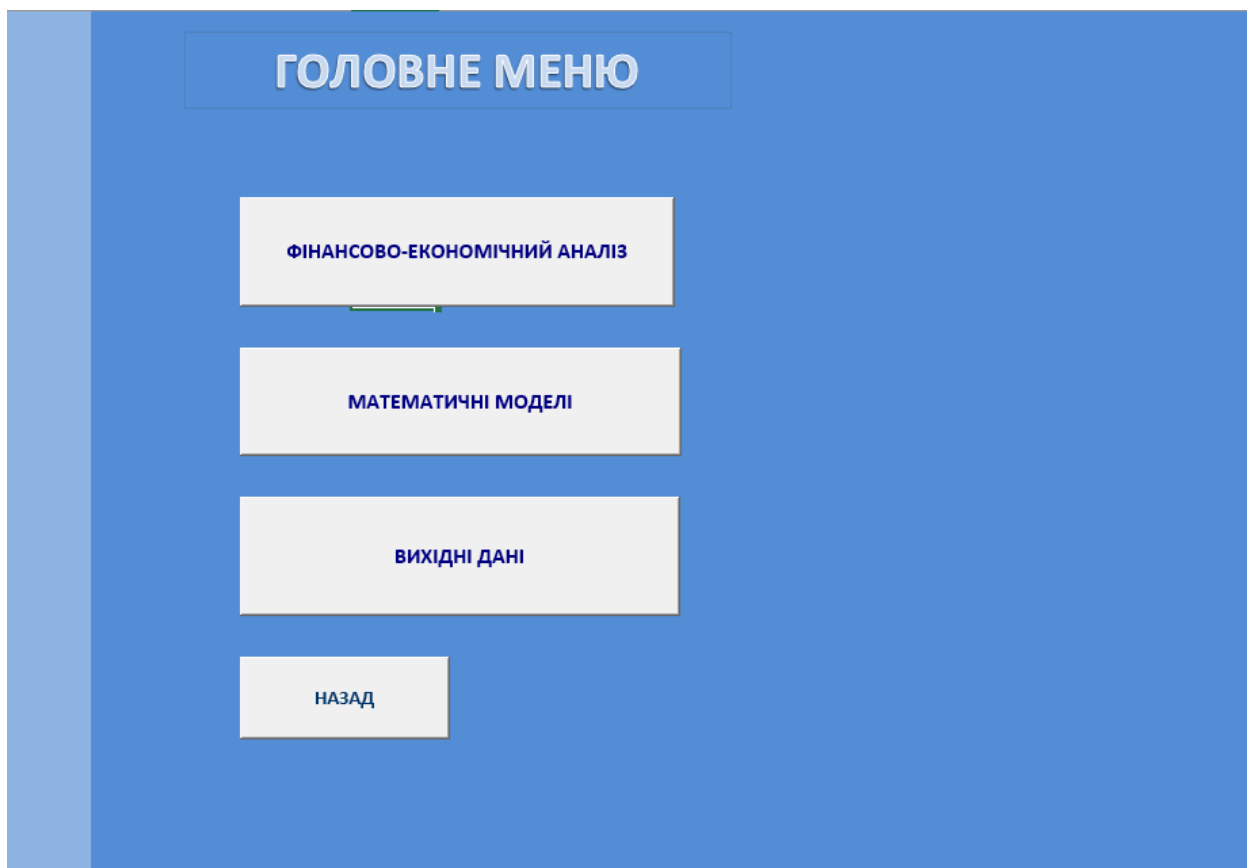 ГОЛОВНЕ МЕНЮ
ФІНАНСОВО-ЕКОНОМІЧНИЙ АНАЛІЗ
МАТЕМАТИЧНІ МОДЕЛІ
ВИХІДНІ ДАНІ
НАЗАД